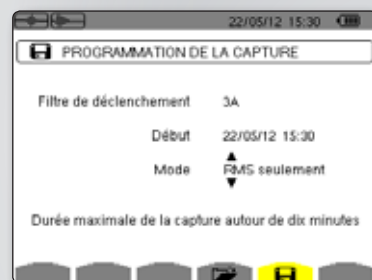 22/05/12 15:30
PROGRAMMATION DE LA CAPTURE
Filtre de déclenchement 3A
Début 22/05/12 15:30
Mode RMS seulement
Durée maximale de la capture autour de dix minutes